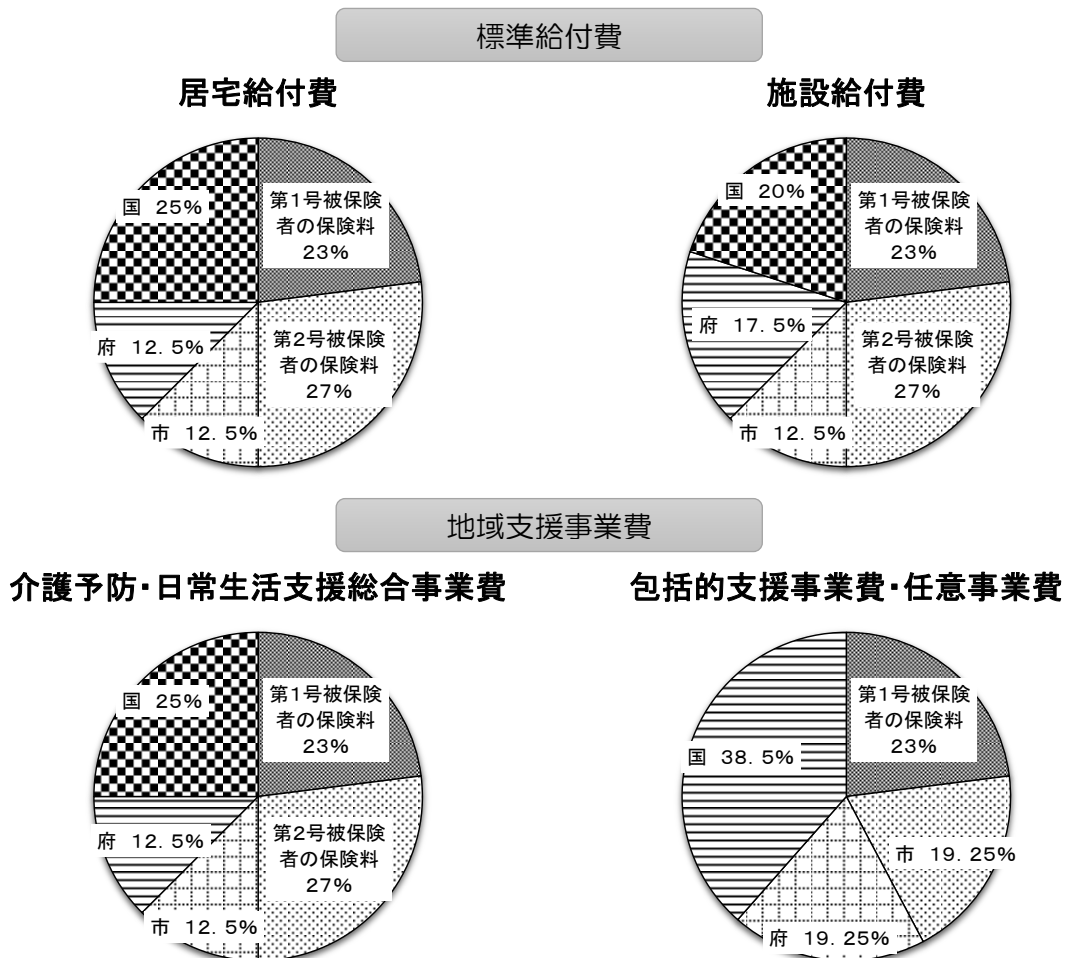 標準給付費
居宅給付費
国 25%
第1号被保険
者の保険料
23%
府 12.5%
第2号被保険
者の保険料
27%
市 12.5%
施設給付費
国 20%
第1号被保険
者の保険料
23%
府 17.5%
第2号被保険
者の保険料
27%
市 12.5%
地域支援事業費
介護予防・日常生活支援総合事業費
国 25%
第1号被保険
者の保険料
23%
府 12.5%
第2号被保険
者の保険料
27%
市 12.5%
包括的支援事業費・任意事業費
第1号被保険
者の保険料
23%
国 38.5%
市 19.25%
府 19.25%